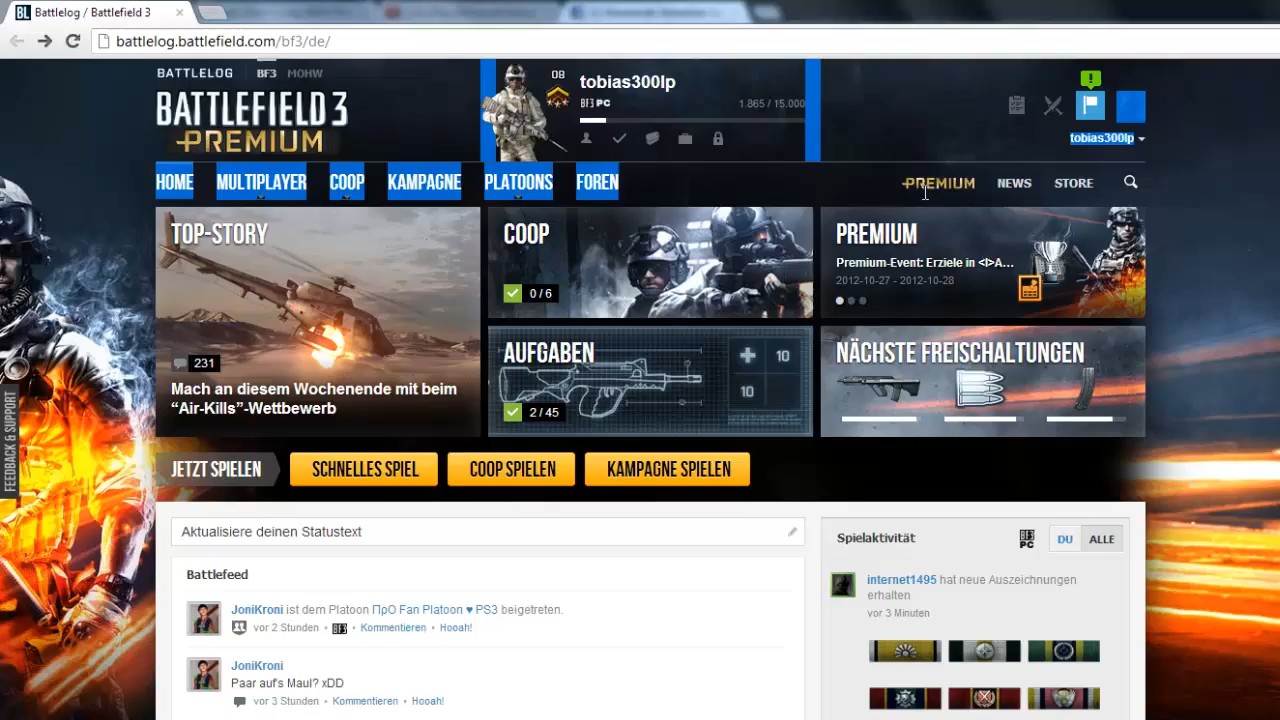 Battlelog / Battlefield 3
battlelog.battlefield.com/bf3/de/
BATTLELOG BF3 MOHW
BATTLEFIELD 3
PREMIUM
08 tobias300lp
BF3 PC 1.865 / 15.000
tobias300lp
HOME MULTIPLAYER COOP KAMPAGNE PLATOONS FOREN PREMIUM NEWS STORE
TOP-STORY
231
Mach an diesem Wochenende mit beim
“Air-Kills”-Wettbewerb
COOP
0 / 6
PREMIUM
Premium-Event: Erziele in <I>A...
2012-10-27 - 2012-10-28
AUFGABEN
10
10
2 / 45
NÄCHSTE FREISCHALTUNGEN
FEEDBACK & SUPPORT
JETZT SPIELEN SCHNELLES SPIEL COOP SPIELEN KAMPAGNE SPIELEN
Aktualisiere deinen Statustext
Battlefeed
JoniKroni ist dem Platoon ΠρΟ Fan Platoon ♥ PS3 beigetreten.
vor 2 Stunden • BF3 • Kommentieren • Hooah!
JoniKroni
Paar auf's Maul? xDD
vor 3 Stunden • Kommentieren • Hooah!
Spielaktivität BF3 PC DU ALLE
internet1495 hat neue Auszeichnungen
erhalten
vor 3 Minuten